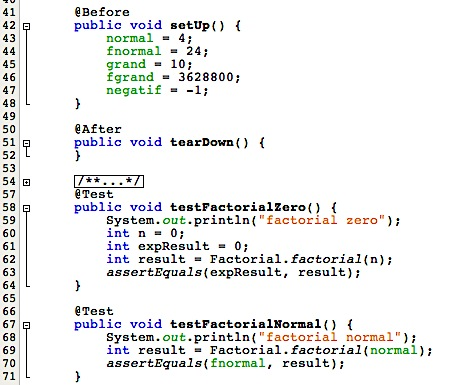 41 @Before
42 public void setUp() {
43 normal = 4;
44 fnormal = 24;
45 grand = 10;
46 fgrand = 3628800;
47 negatif = -1;
48 }
49
50 @After
51 public void tearDown() {
52 }
53
54 /**...*/
57 @Test
58 public void testFactorialZero() {
59 System.out.println("factorial zero");
60 int n = 0;
61 int expResult = 0;
62 int result = Factorial.factorial(n);
63 assertEquals(expResult, result);
64 }
65
66 @Test
67 public void testFactorialNormal() {
68 System.out.println("factorial normal");
69 int result = Factorial.factorial(normal);
70 assertEquals(fnormal, result);
71 }